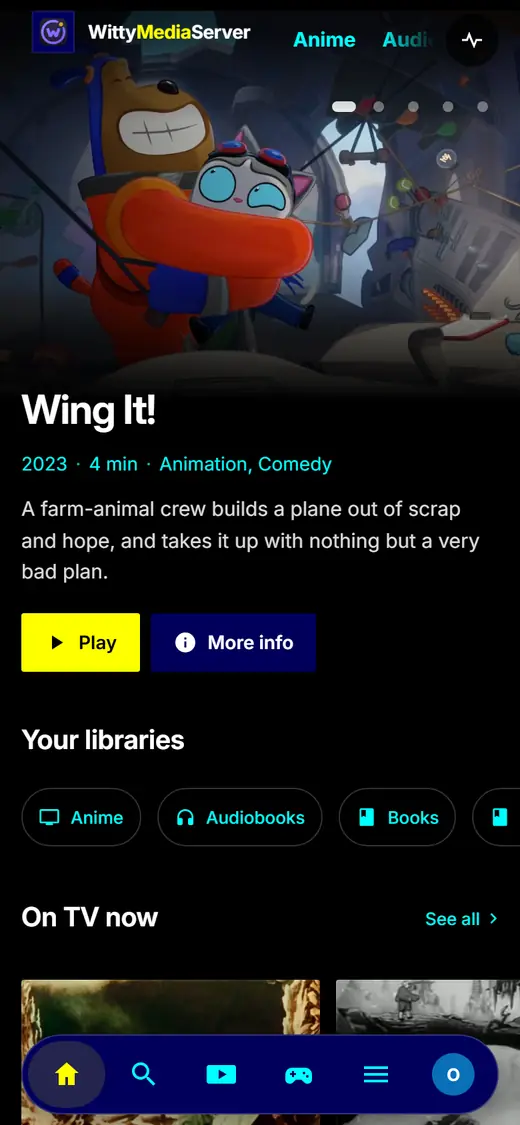 WittyMediaServer
Anime
Audi
Wing It!
2023 · 4 min · Animation, Comedy
A farm-animal crew builds a plane out of scrap
and hope, and takes it up with nothing but a very
bad plan.
Play
More info
Your libraries
Anime
Audiobooks
Books
On TV now
See all
O